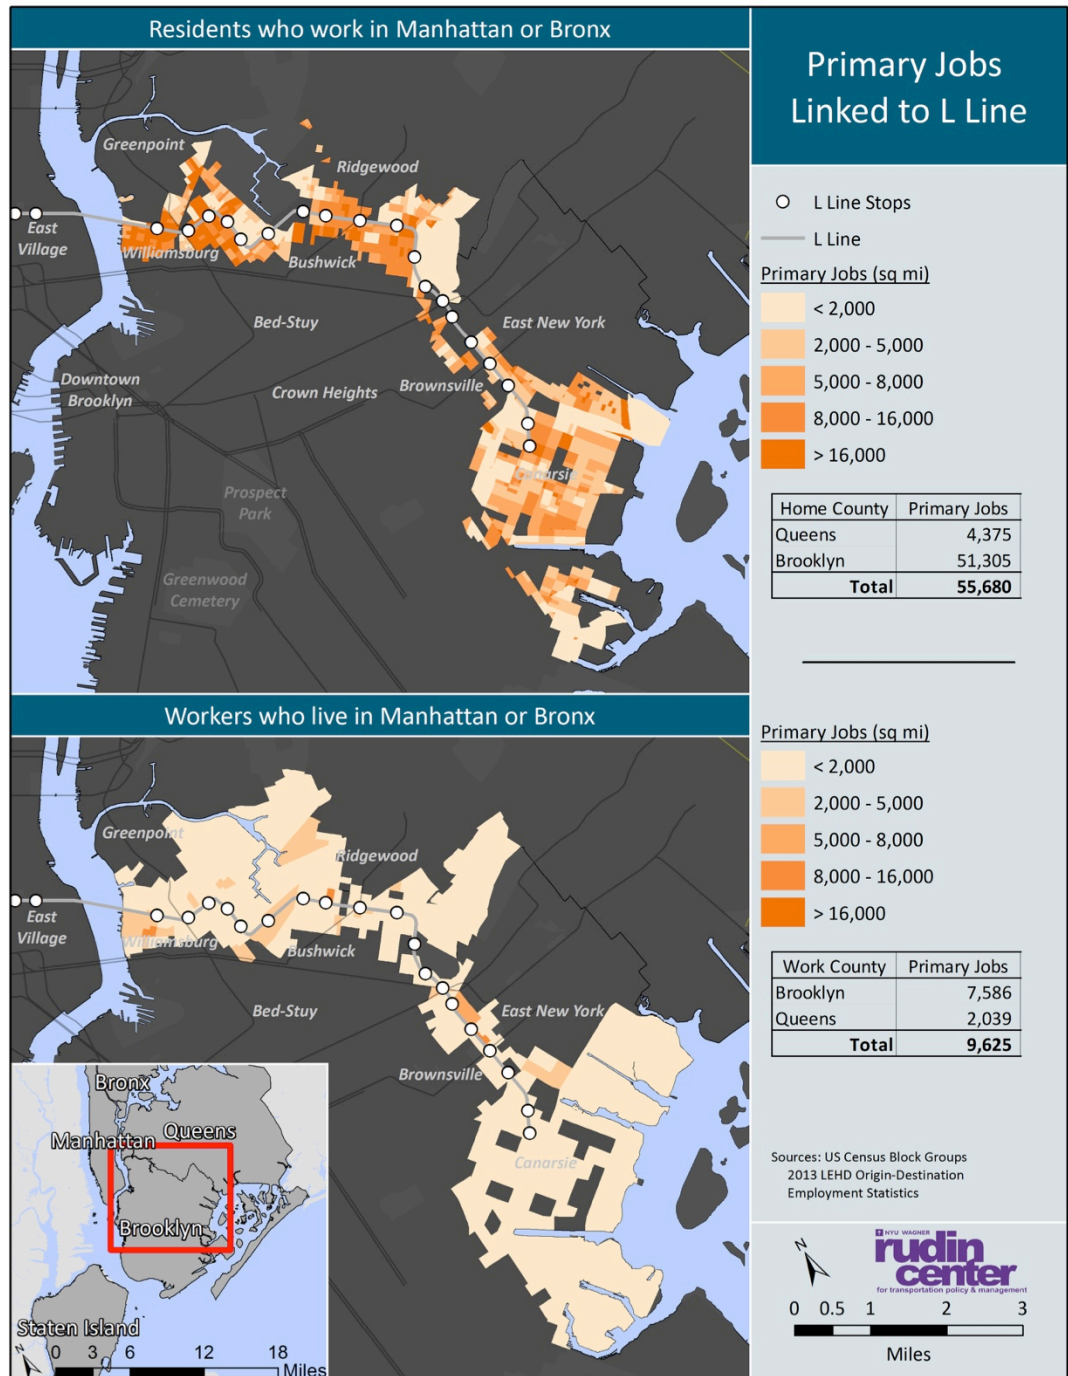 Residents who work in Manhattan or Bronx
Greenpoint
Ridgewood
East
Village
Williamsburg
Bushwick
Bed-Stuy
East New York
Downtown
Brooklyn
Crown Heights
Brownsville
Canarsie
Prospect
Park
Greenwood
Cemetery
Primary Jobs
Linked to L Line
L Line Stops
L Line
Primary Jobs (sq mi)
< 2,000
2,000 - 5,000
5,000 - 8,000
8,000 - 16,000
> 16,000
Home County Primary Jobs
Queens 4,375
Brooklyn 51,305
Total 55,680
Workers who live in Manhattan or Bronx
Greenpoint
Ridgewood
East
Village
Williamsburg
Bushwick
Bed-Stuy
East New York
Brownsville
Canarsie
Bronx
Manhattan
Queens
Brooklyn
Staten Island
N
0 3 6 12 18
Miles
Primary Jobs (sq mi)
< 2,000
2,000 - 5,000
5,000 - 8,000
8,000 - 16,000
> 16,000
Work County Primary Jobs
Brooklyn 7,586
Queens 2,039
Total 9,625
Sources: US Census Block Groups
2013 LEHD Origin-Destination
Employment Statistics
N
NYU WAGNER
rudin
center
for transportation policy & management
0 0.5 1 2 3
Miles